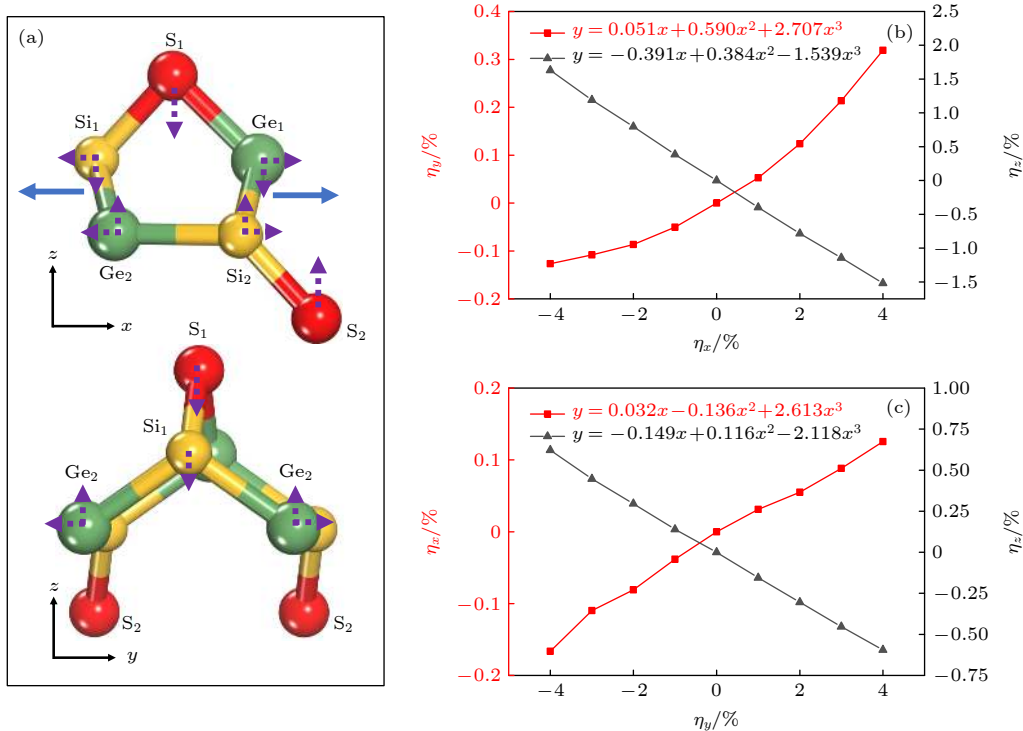 (a)
S₁
Si₁
Ge₁
Ge₂
Si₂
S₂
z
x
S₁
Si₁
Ge₂
Ge₂
S₂
S₂
z
y
(b)
y = 0.051x+0.590x²+2.707x³
y = −0.391x+0.384x²−1.539x³
0.4
0.3
0.2
0.1
0
−0.1
−0.2
ηy/%
2.5
2.0
1.5
1.0
0.5
0
−0.5
−1.0
−1.5
ηz/%
−4
−2
0
2
4
ηx/%
(c)
y = 0.032x−0.136x²+2.613x³
y = −0.149x+0.116x²−2.118x³
0.2
0.1
0
−0.1
−0.2
ηx/%
1.00
0.75
0.50
0.25
0
−0.25
−0.50
−0.75
ηz/%
−4
−2
0
2
4
ηy/%